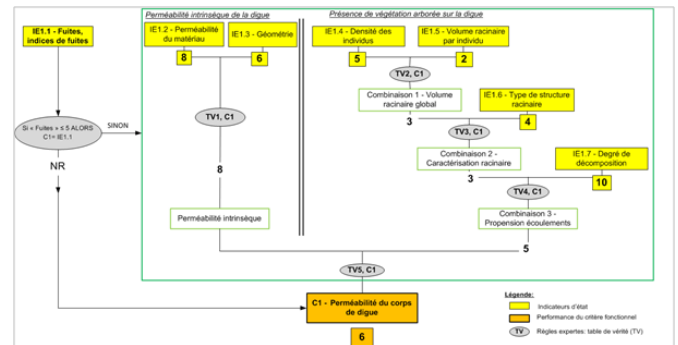 Perméabilité intrinsèque de la digue
Présence de végétation arborée sur la digue
IE1.1 - Fuites,
indices de fuites
IE1.2 - Perméabilité
du matériau
IE1.3 - Géométrie
8
6
IE1.4 - Densité des
individus
IE1.5 - Volume racinaire
par individu
5
2
TV2, C1
Combinaison 1 - Volume
racinaire global
IE1.6 - Type de structure
racinaire
3
4
Si « Fuites » ≤ 5 ALORS
C1= IE1.1
SINON
TV1, C1
TV3, C1
NR
Combinaison 2 -
Caractérisation racinaire
IE1.7 - Degré de
décomposition
8
3
10
TV4, C1
Perméabilité intrinsèque
Combinaison 3 -
Propension écoulements
5
TV5, C1
C1 - Perméabilité du corps
de digue
6
Légende:
Indicateurs d'état
Performance du critère fonctionnel
TV
Règles expertes: table de vérité (TV)